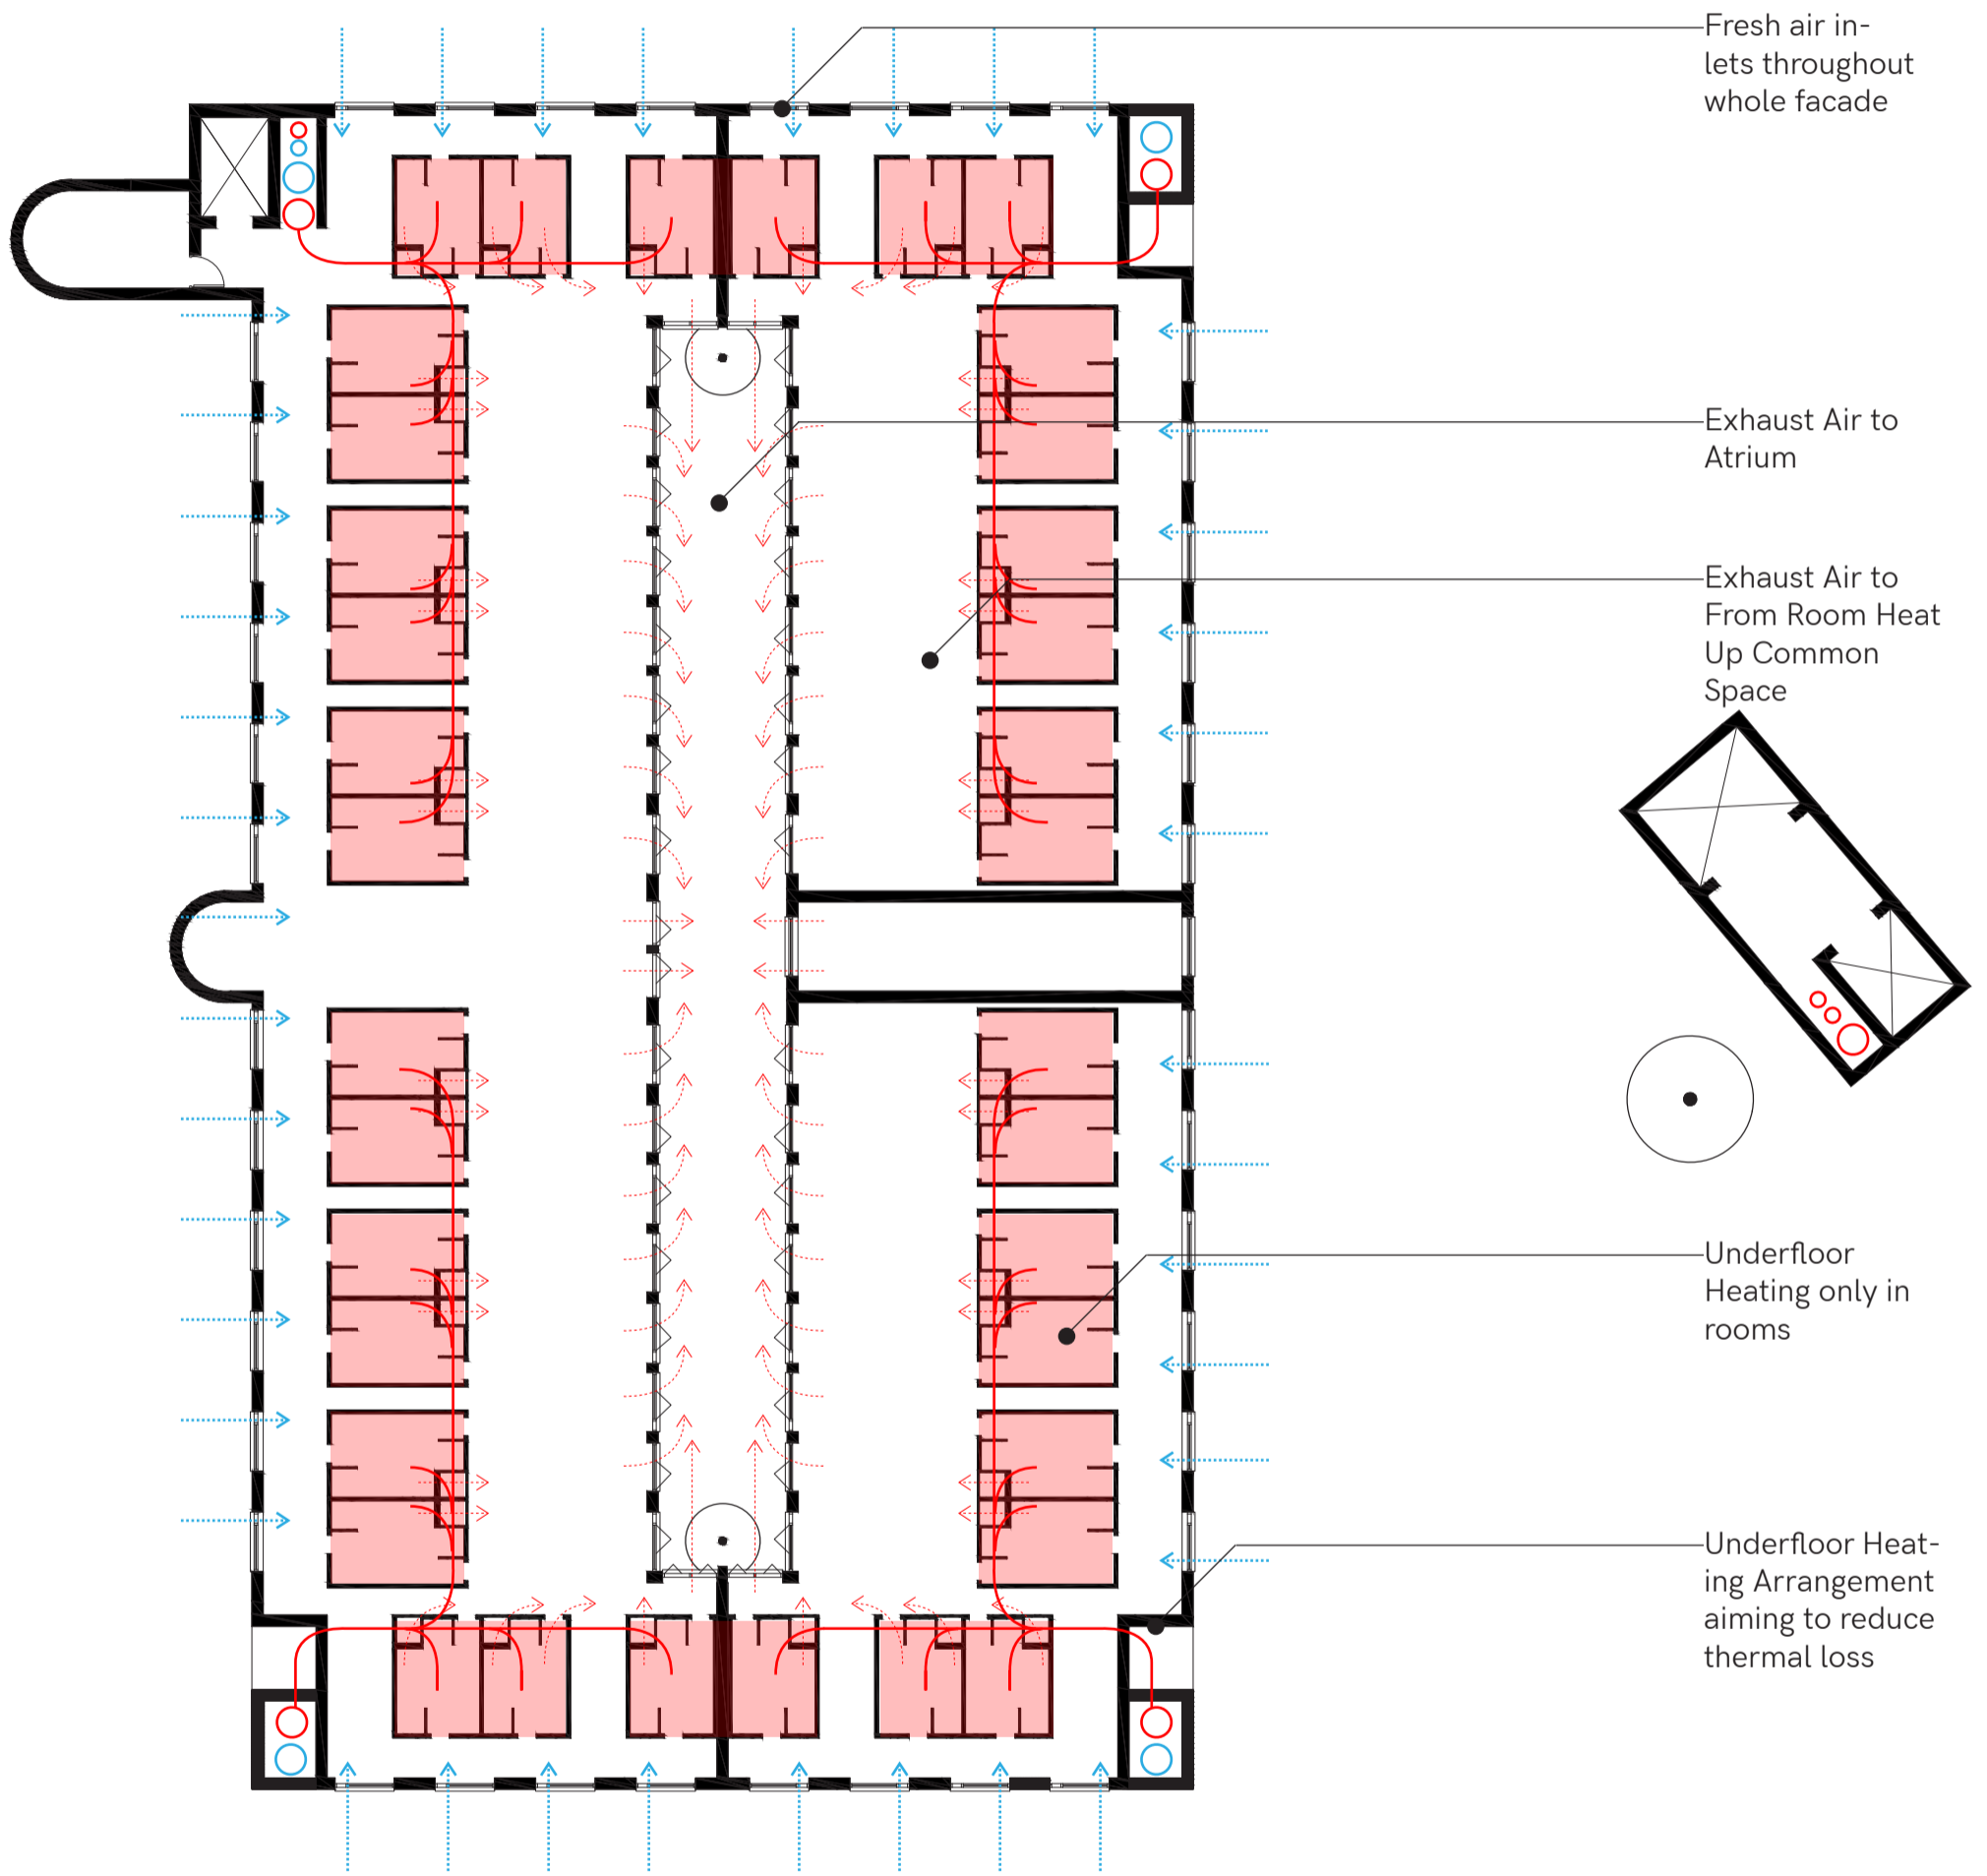 Fresh air in-
lets throughout
whole facade
Exhaust Air to
Atrium
Exhaust Air to
From Room Heat
Up Common
Space
Underfloor
Heating only in
rooms
Underfloor Heat-
ing Arrangement
aiming to reduce
thermal loss